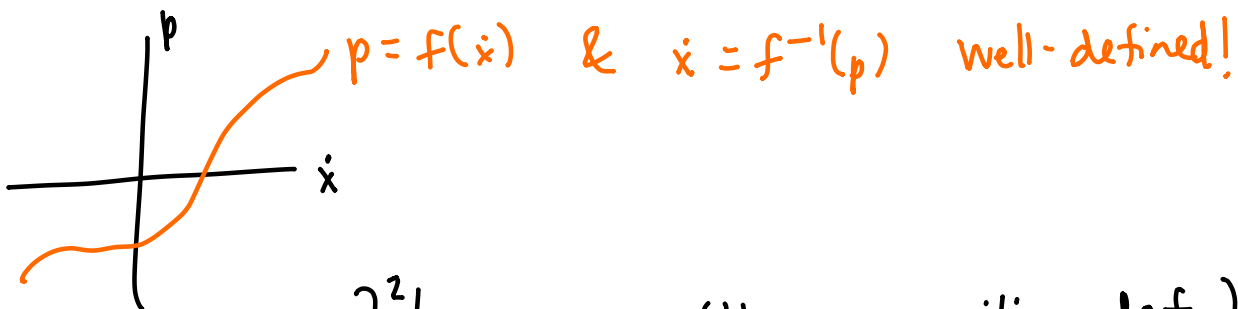 p
p = f(ẋ) & ẋ = f⁻¹(p) well-defined!
ẋ